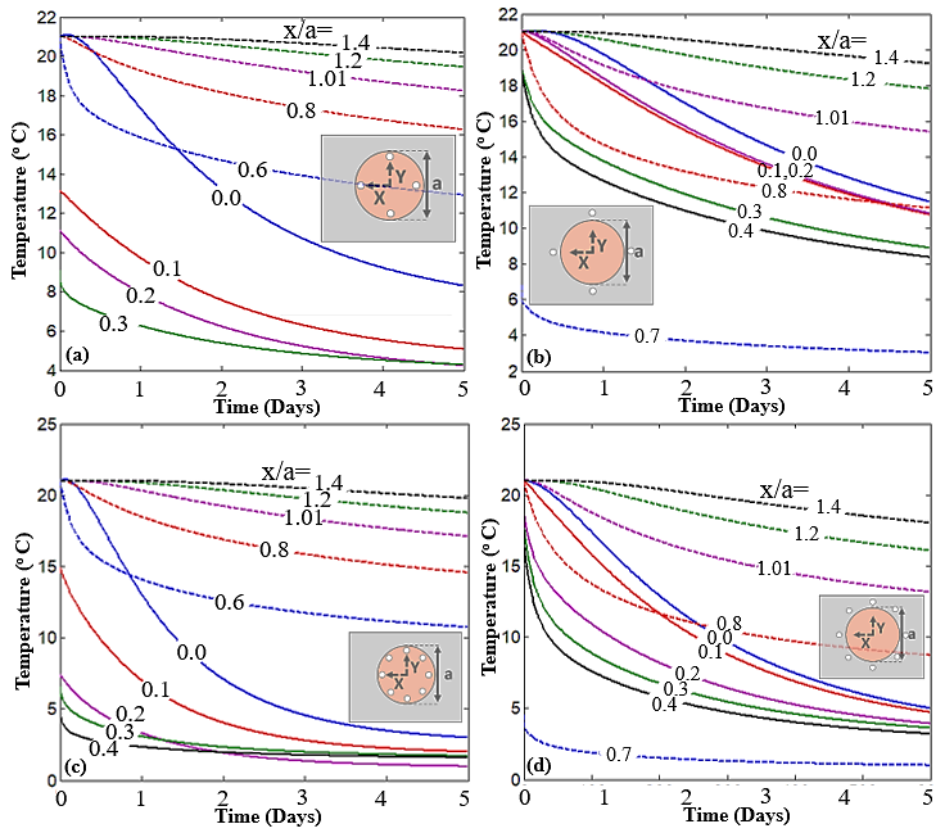 22
20
18
16
14
12
10
8
6
4
Temperature (° C)
x/a=
1.4
1.2
1.01
0.8
0.6
0.0
0.1
0.2
0.3
Y
X
a
(a)
0 1 2 3 4 5
Time (Days)
22
20
18
16
14
12
10
8
6
4
2
Temperature (° C)
x/a=
1.4
1.2
1.01
0.0
0.1,0.2
0.8
0.3
0.4
0.7
Y
X
a
(b)
0 1 2 3 4 5
Time (Days)
25
20
15
10
5
0
Temperature (° C)
x/a=
1.4
1.2
1.01
0.8
0.6
0.0
0.1
0.2
0.3
0.4
Y
X
a
(c)
0 1 2 3 4 5
Time (Days)
25
20
15
10
5
0
Temperature (° C)
x/a=
1.4
1.2
1.01
0.8
0.0
0.1
0.2
0.3
0.4
0.7
Y
X
a
(d)
0 1 2 3 4 5
Time (Days)